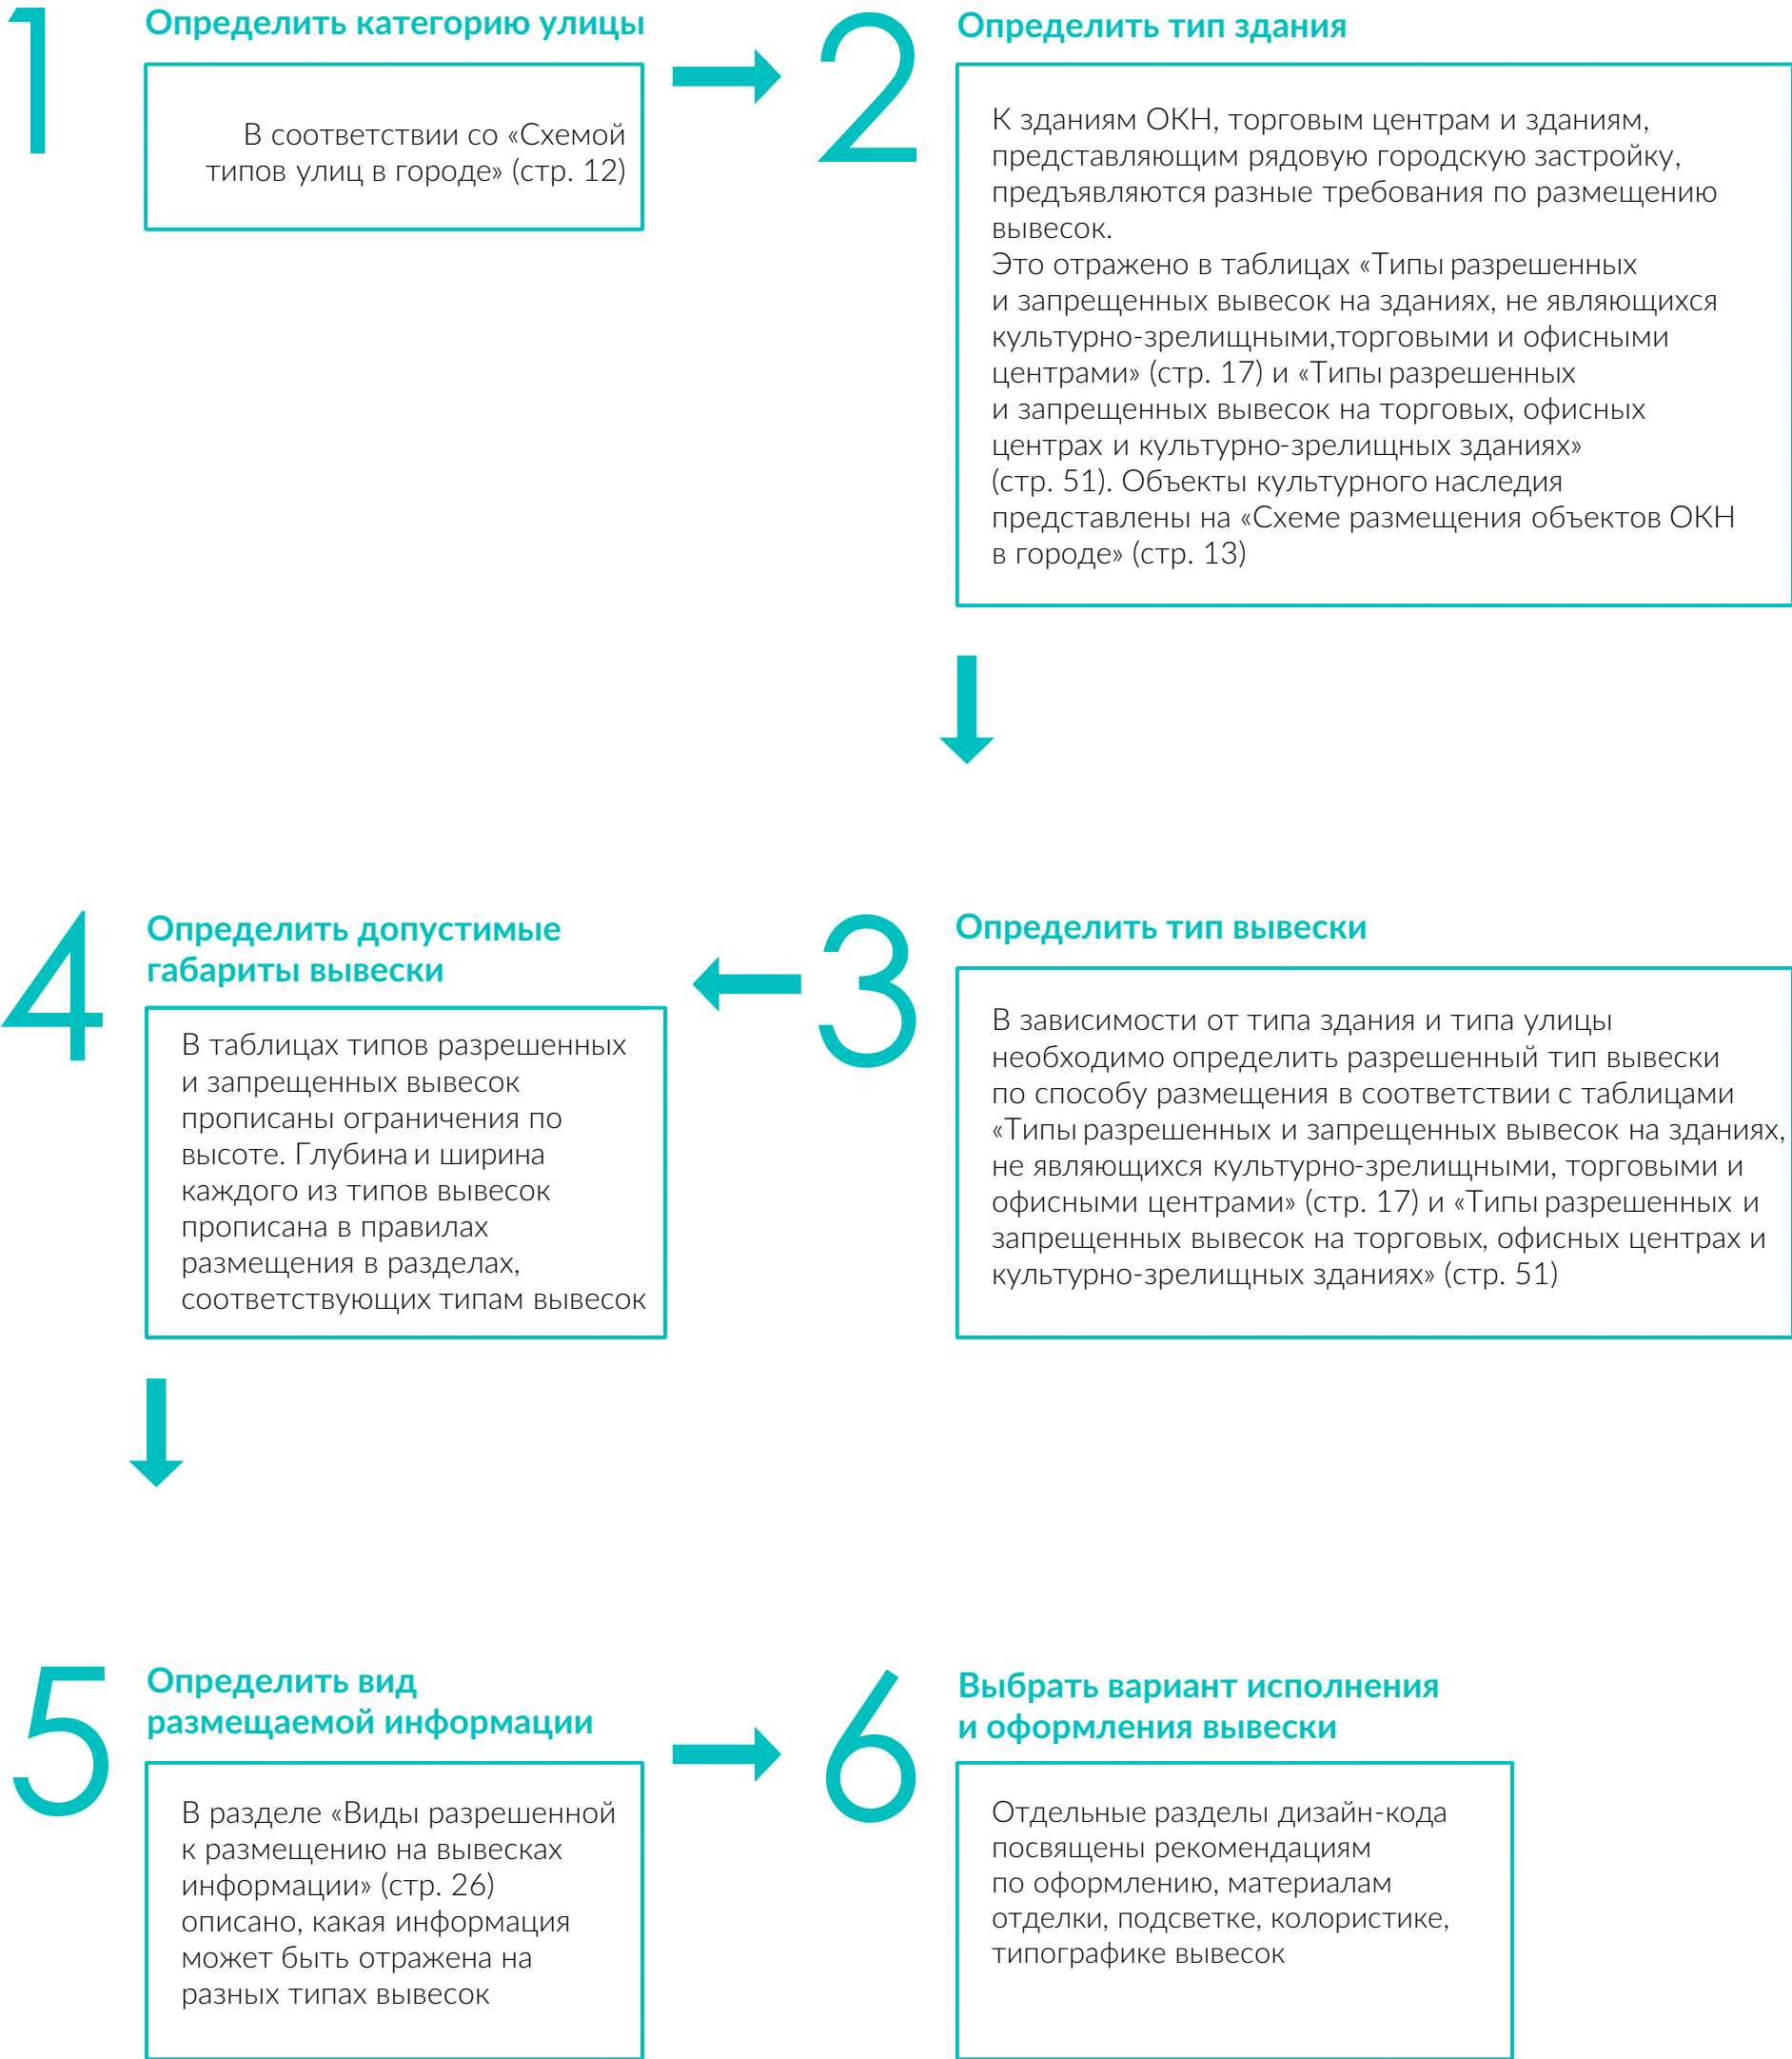 1
Определить категорию улицы
В соответствии со «Схемой
типов улиц в городе» (стр. 12)
2
Определить тип здания
К зданиям ОКН, торговым центрам и зданиям,
представляющим рядовую городскую застройку,
предъявляются разные требования по размещению
вывесок.
Это отражено в таблицах «Типы разрешенных
и запрещенных вывесок на зданиях, не являющихся
культурно-зрелищными,торговыми и офисными
центрами» (стр. 17) и «Типы разрешенных
и запрещенных вывесок на торговых, офисных
центрах и культурно-зрелищных зданиях»
(стр. 51). Объекты культурного наследия
представлены на «Схеме размещения объектов ОКН
в городе» (стр. 13)
3
Определить тип вывески
В зависимости от типа здания и типа улицы
необходимо определить разрешенный тип вывески
по способу размещения в соответствии с таблицами
«Типы разрешенных и запрещенных вывесок на зданиях,
не являющихся культурно-зрелищными, торговыми и
офисными центрами» (стр. 17) и «Типы разрешенных и
запрещенных вывесок на торговых, офисных центрах и
культурно-зрелищных зданиях» (стр. 51)
4
Определить допустимые
габариты вывески
В таблицах типов разрешенных
и запрещенных вывесок
прописаны ограничения по
высоте. Глубина и ширина
каждого из типов вывесок
прописана в правилах
размещения в разделах,
соответствующих типам вывесок
5
Определить вид
размещаемой информации
В разделе «Виды разрешенной
к размещению на вывесках
информации» (стр. 26)
описано, какая информация
может быть отражена на
разных типах вывесок
6
Выбрать вариант исполнения
и оформления вывески
Отдельные разделы дизайн-кода
посвящены рекомендациям
по оформлению, материалам
отделки, подсветке, колористике,
типографике вывесок